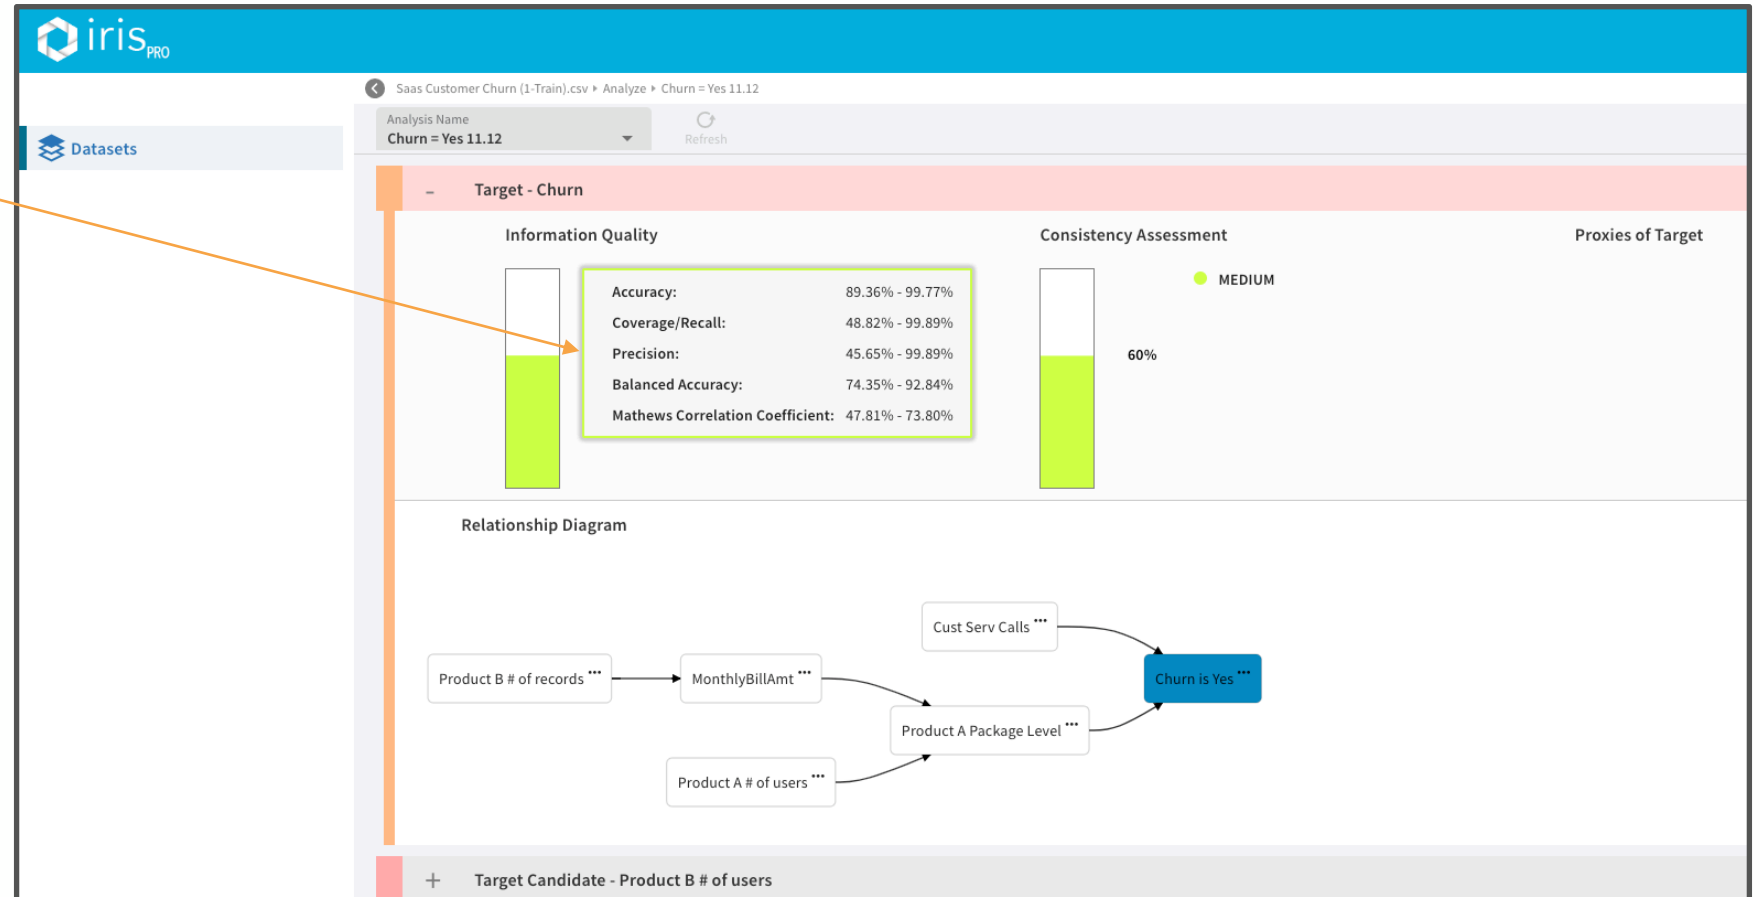 iris PRO
Saas Customer Churn (1-Train).csv ▸ Analyze ▸ Churn = Yes 11.12
Analysis Name
Churn = Yes 11.12
Refresh
Datasets
– Target - Churn
Information Quality
Consistency Assessment
Proxies of Target
Accuracy: 89.36% - 99.77%
Coverage/Recall: 48.82% - 99.89%
Precision: 45.65% - 99.89%
Balanced Accuracy: 74.35% - 92.84%
Mathews Correlation Coefficient: 47.81% - 73.80%
MEDIUM
60%
Relationship Diagram
Cust Serv Calls ...
Product B # of records ...
MonthlyBillAmt ...
Churn is Yes ...
Product A Package Level ...
Product A # of users ...
+ Target Candidate - Product B # of users